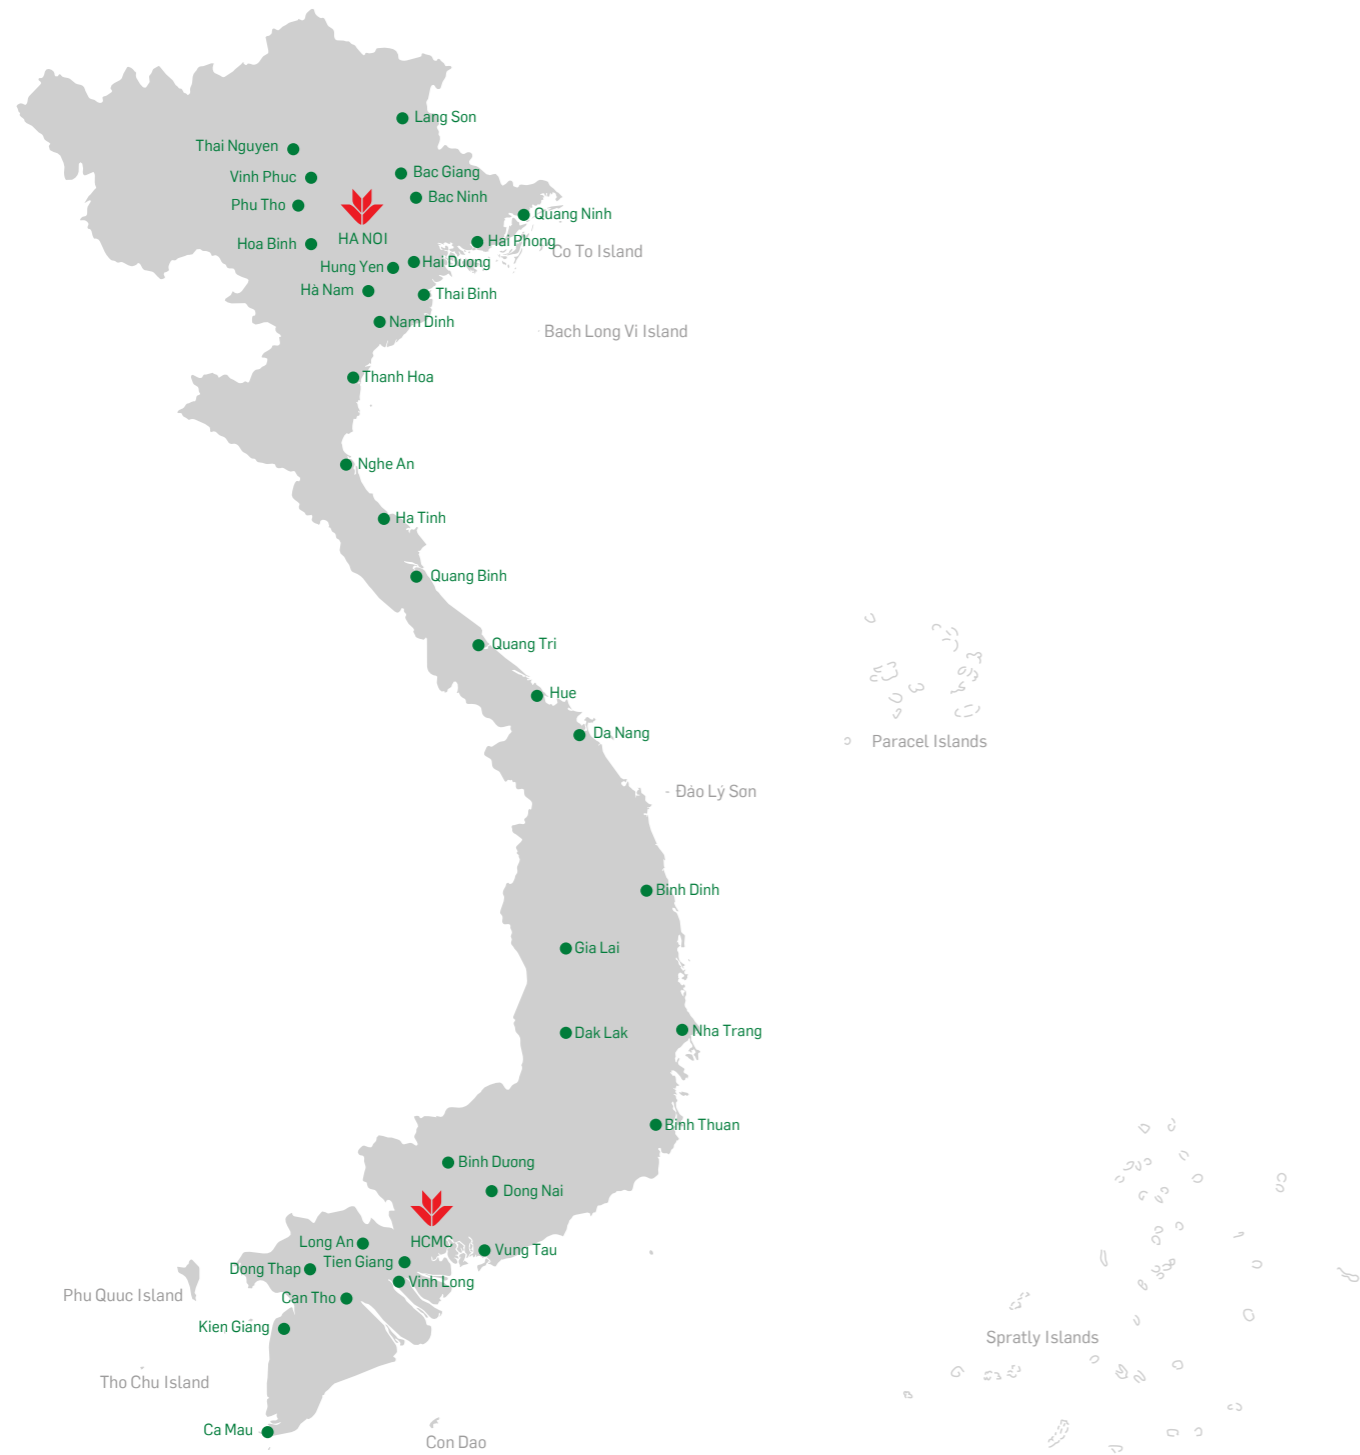 Lang Son
Thai Nguyen
Bac Giang
Vinh Phuc
Bac Ninh
Phu Tho
Quang Ninh
HA NOI
Hai Phong
Hoa Binh
Co To Island
Hai Duong
Hung Yen
Hà Nam
Thai Binh
Nam Dinh
Bach Long Vi Island
Thanh Hoa
Nghe An
Ha Tinh
Quang Binh
Quang Tri
Hue
Da Nang
Paracel Islands
Đảo Lý Sơn
Binh Dinh
Gia Lai
Nha Trang
Dak Lak
Binh Thuan
Binh Duong
Dong Nai
HCMC
Long An
Vung Tau
Tien Giang
Dong Thap
Vinh Long
Phu Quuc Island
Can Tho
Kien Giang
Spratly Islands
Tho Chu Island
Ca Mau
Con Dao